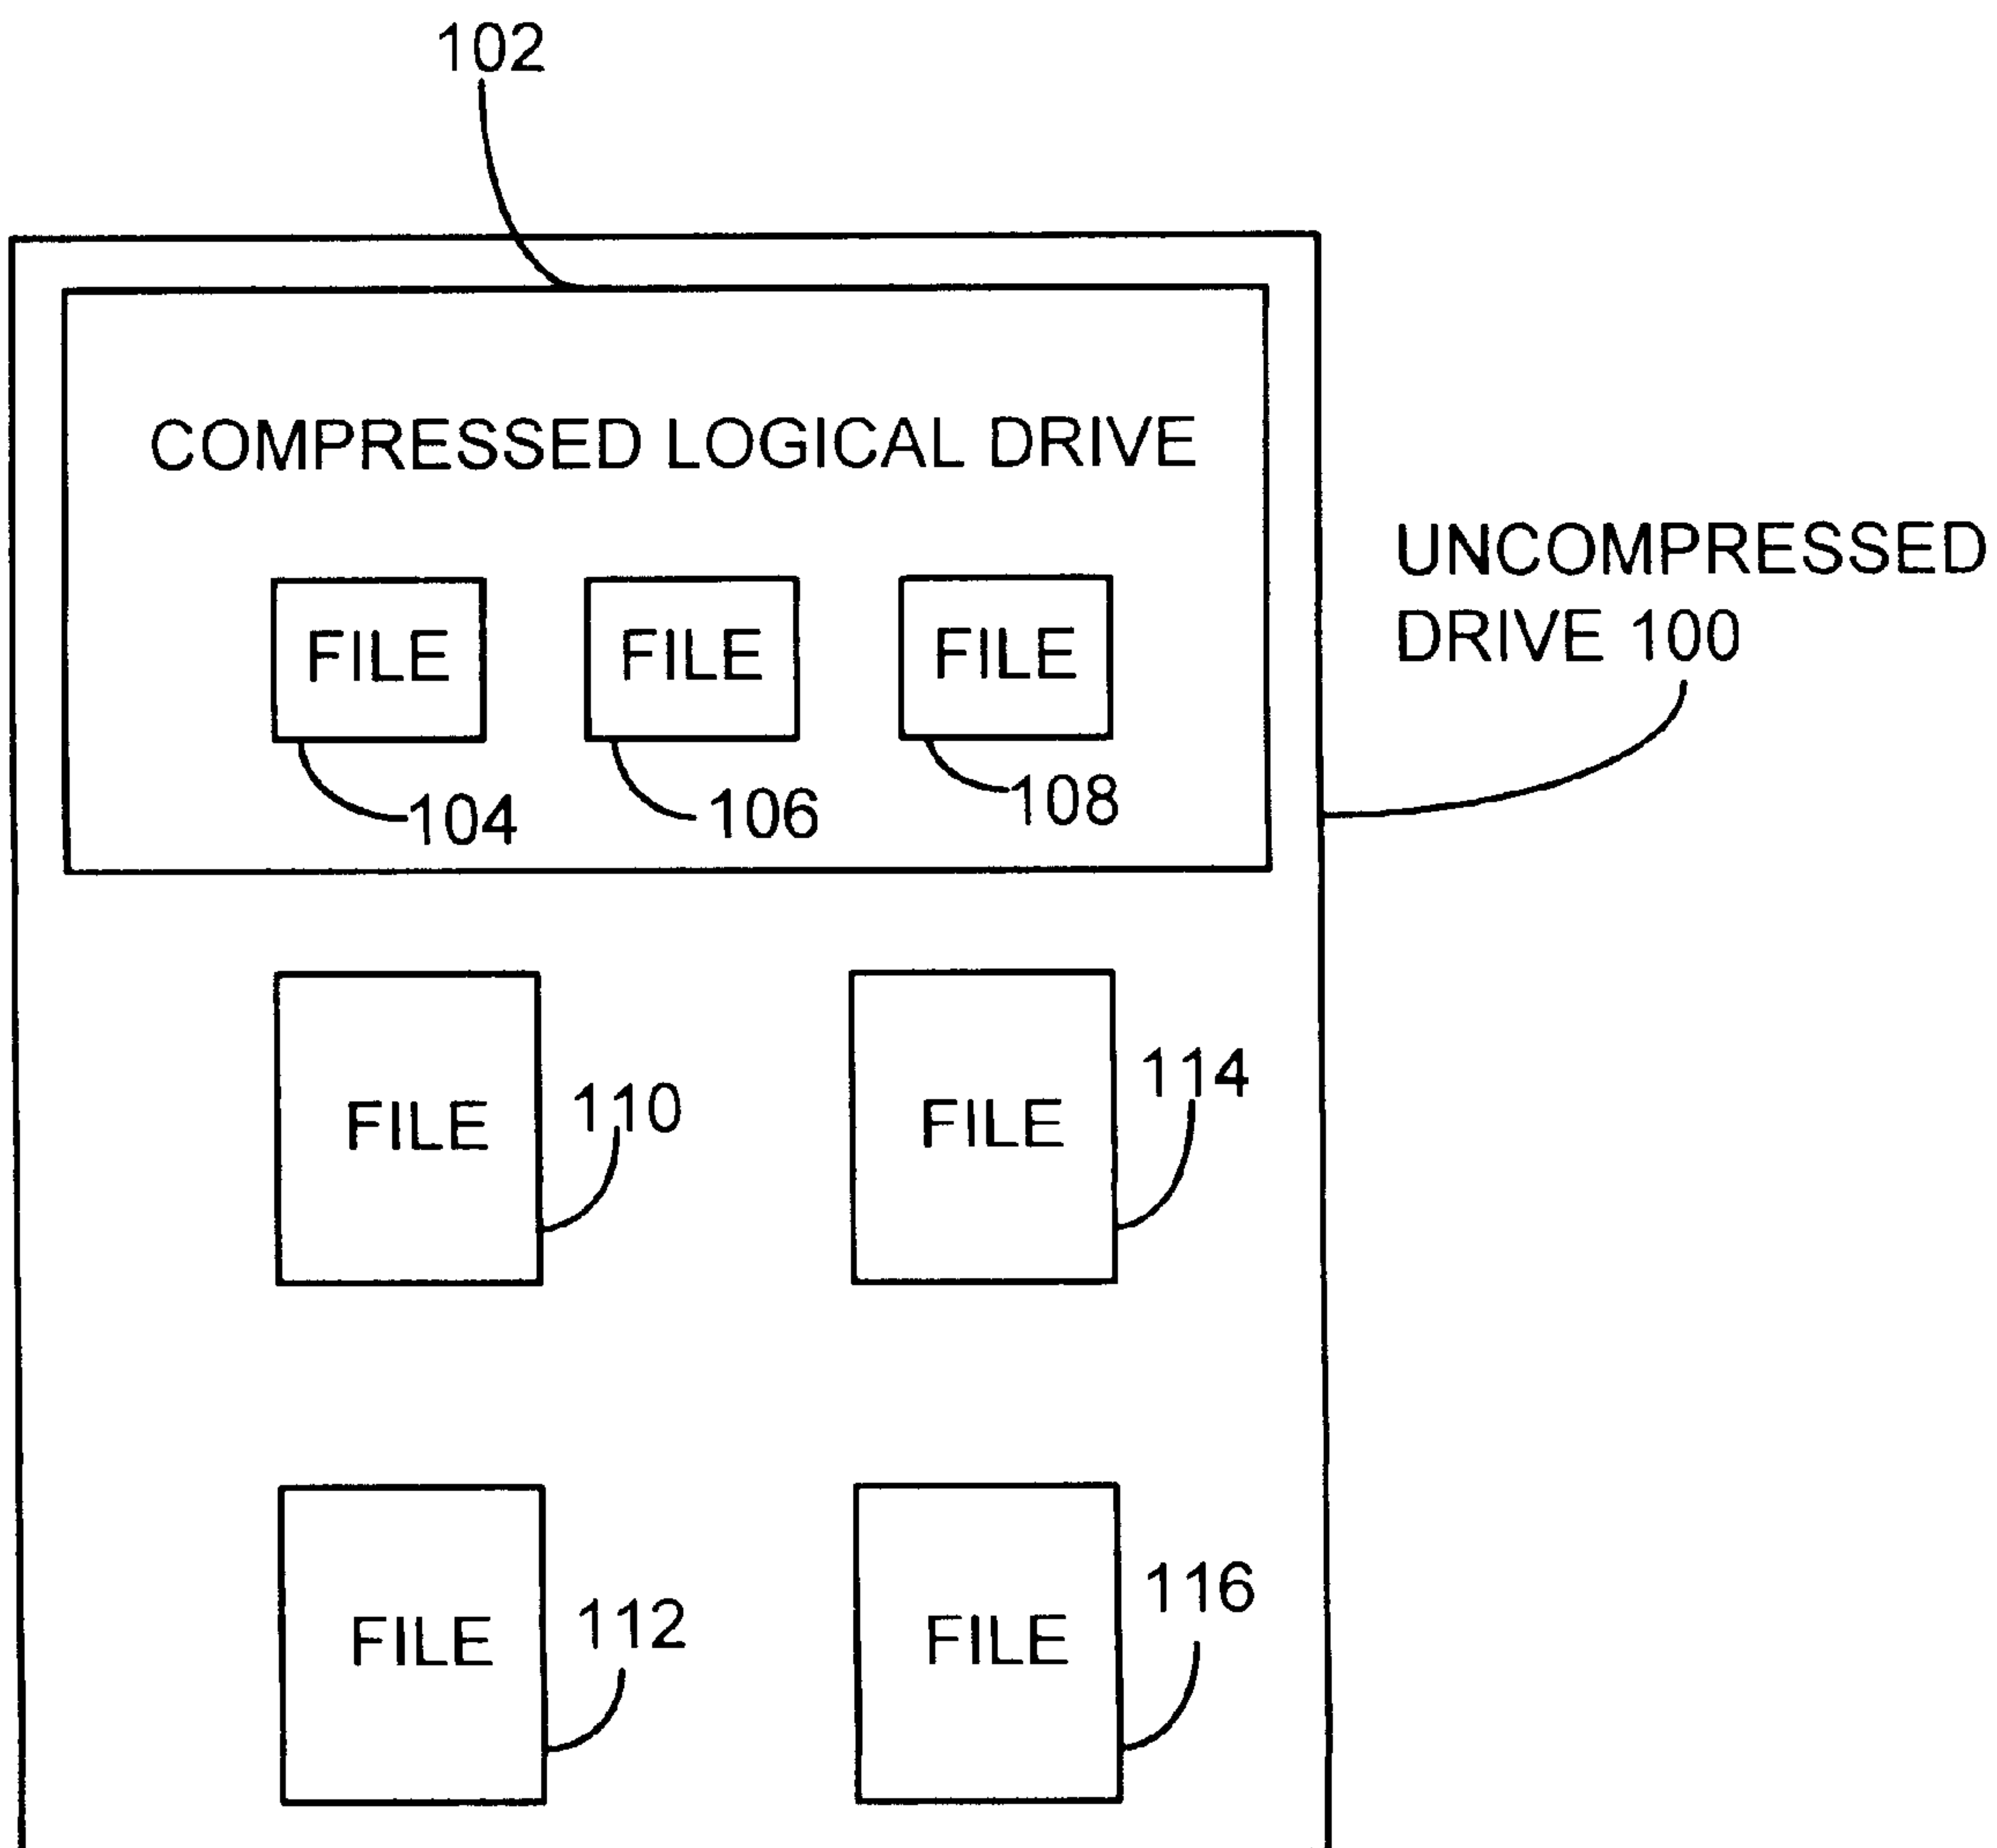 102
COMPRESSED LOGICAL DRIVE
UNCOMPRESSED
DRIVE 100
FILE FILE FILE
104 106 108
FILE 110 FILE 114
FILE 112 FILE 116